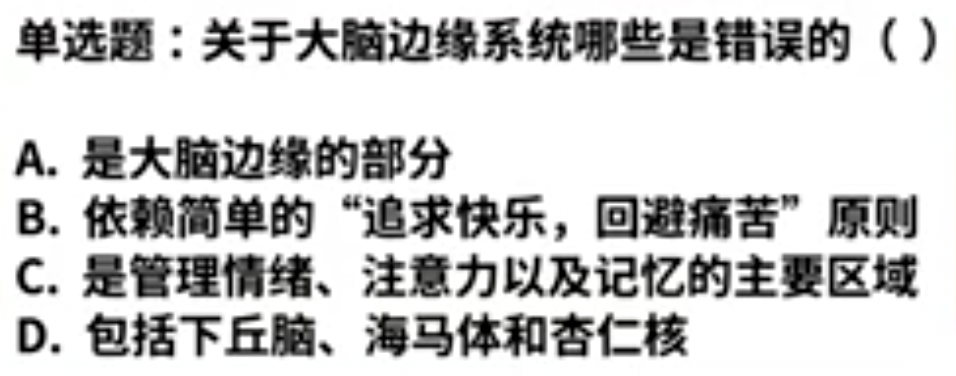 单选题：关于大脑边缘系统哪些是错误的（ ）
A. 是大脑边缘的部分
B. 依赖简单的“追求快乐，回避痛苦”原则
C. 是管理情绪、注意力以及记忆的主要区域
D. 包括下丘脑、海马体和杏仁核